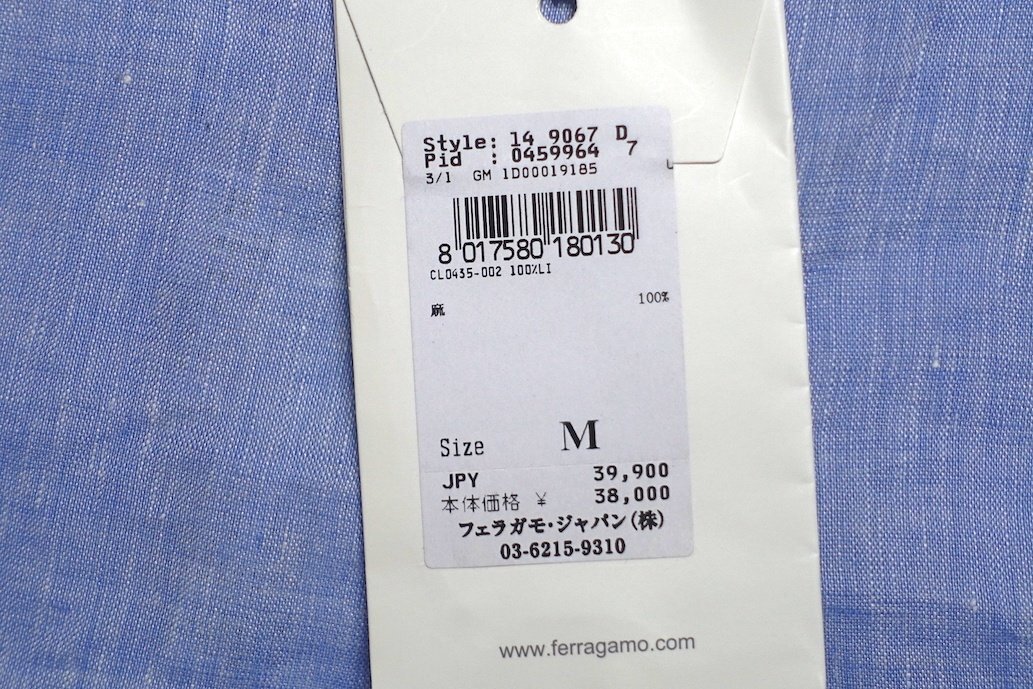 Style: 14 9067 D
Pid : 0459964 7
3/1 GM 1D00019185
8 017580 180130
CL0435-002 100%LI
麻 100%
Size M
JPY 39,900
本体価格 ¥ 38,000
フェラガモ・ジャパン(株)
03-6215-9310
www.ferragamo.com